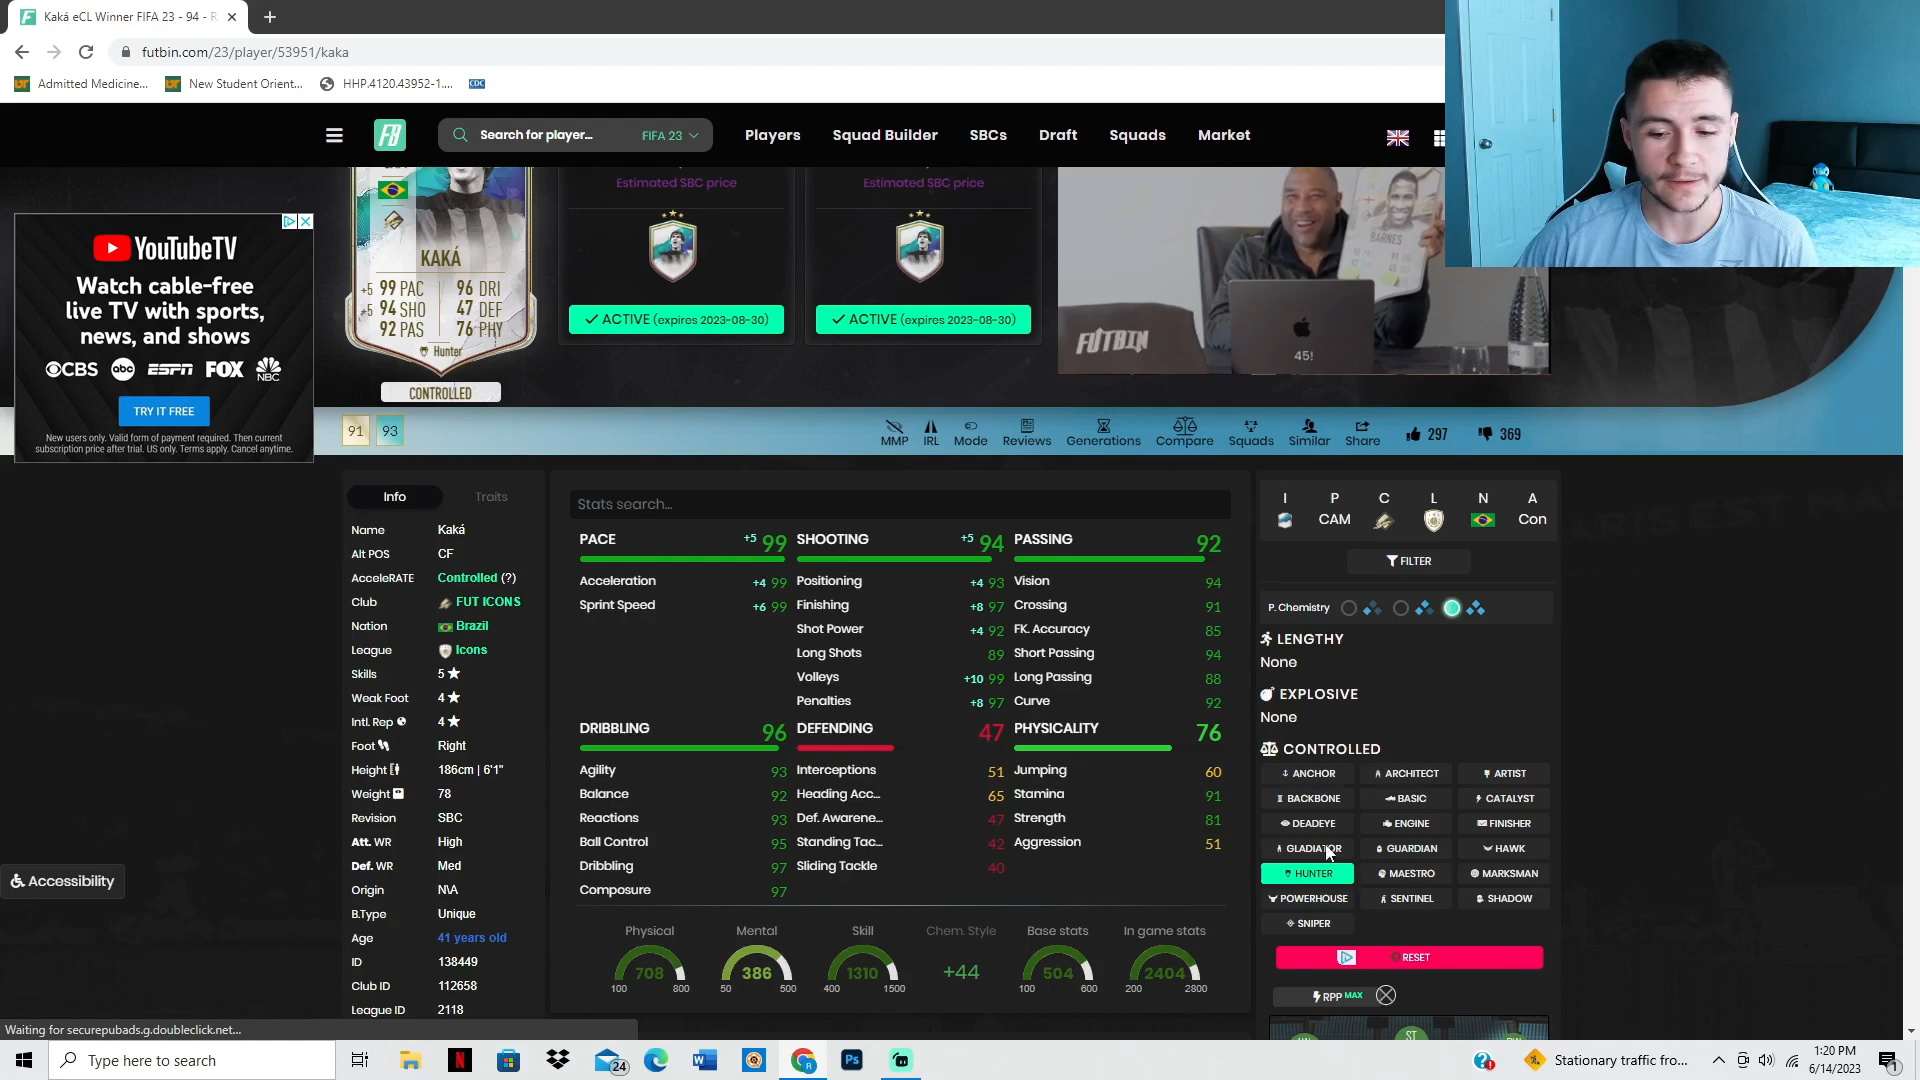 Kaká eCL Winner FIFA 23 - 94 - R
futbin.com/23/player/53951/kaka
Admitted Medicine...
New Student Orient...
HHP.4120.43952-1....
CDC
Search for player...
FIFA 23
Players
Squad Builder
SBCs
Draft
Squads
Market
YouTubeTV
Watch cable-free
live TV with sports,
news, and shows
CBS abc ESPN FOX NBC
TRY IT FREE
New users only. Valid form of payment required. Then current
subscription price after trial. US only. Terms apply. Cancel anytime.
KAKÁ
+5 99 PAC 96 DRI
+5 94 SHO 47 DEF
92 PAS 76 PHY
Hunter
CONTROLLED
Estimated SBC price
ACTIVE (expires 2023-08-30)
Estimated SBC price
ACTIVE (expires 2023-08-30)
BARNES
FUTBIN
45!
91 93
MMP
IRL
Mode
Reviews
Generations
Compare
Squads
Similar
Share
297
369
Info Traits
Name Kaká
Alt POS CF
AcceleRATE Controlled (?)
Club FUT ICONS
Nation Brazil
League Icons
Skills 5
Weak Foot 4
Intl. Rep 4
Foot Right
Height 186cm | 6'1"
Weight 78
Revision SBC
Att. WR High
Def. WR Med
Origin N\A
B.Type Unique
Age 41 years old
ID 138449
Club ID 112658
League ID 2118
Stats search...
PACE +5 99
Acceleration +4 99
Sprint Speed +6 99
SHOOTING +5 94
Positioning +4 93
Finishing +8 97
Shot Power +4 92
Long Shots 89
Volleys +10 99
Penalties +8 97
PASSING 92
Vision 94
Crossing 91
FK. Accuracy 85
Short Passing 94
Long Passing 88
Curve 92
DRIBBLING 96
Agility 93
Balance 92
Reactions 93
Ball Control 95
Dribbling 97
Composure 97
DEFENDING 47
Interceptions 51
Heading Acc... 65
Def. Awarene... 47
Standing Tac... 42
Sliding Tackle 40
PHYSICALITY 76
Jumping 60
Stamina 91
Strength 81
Aggression 51
Physical
708
100 800
Mental
386
50 500
Skill
1310
400 1500
Chem. Style
+44
Base stats
504
100 600
In game stats
2404
200 2800
I P C L N A
CAM Con
FILTER
P. Chemistry
LENGTHY
None
EXPLOSIVE
None
CONTROLLED
ANCHOR ARCHITECT ARTIST
BACKBONE BASIC CATALYST
DEADEYE ENGINE FINISHER
GLADIATOR GUARDIAN HAWK
HUNTER MAESTRO MARKSMAN
POWERHOUSE SENTINEL SHADOW
SNIPER
RESET
RPP MAX
ST
Accessibility
Waiting for securepubads.g.doubleclick.net...
Type here to search
24
Stationary traffic fro...
1:20 PM
6/14/2023
1